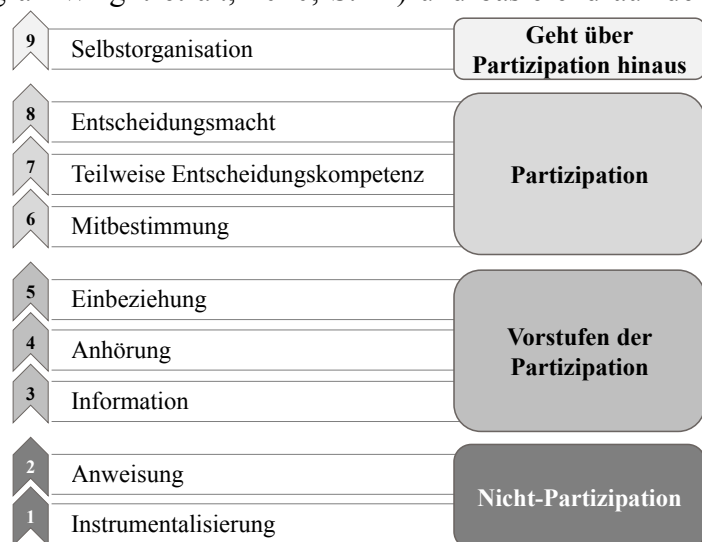 9 Selbstorganisation
Geht über
Partizipation hinaus
8 Entscheidungsmacht
7 Teilweise Entscheidungskompetenz
6 Mitbestimmung
Partizipation
5 Einbeziehung
4 Anhörung
3 Information
Vorstufen der
Partizipation
2 Anweisung
1 Instrumentalisierung
Nicht-Partizipation